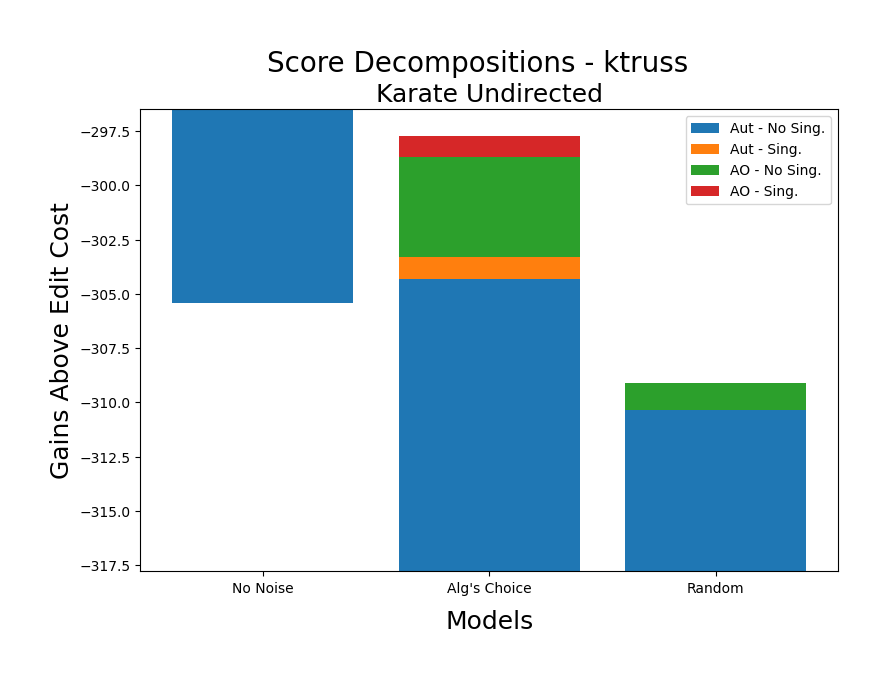 Score Decompositions - ktruss
Karate Undirected
Gains Above Edit Cost
−297.5
−300.0
−302.5
−305.0
−307.5
−310.0
−312.5
−315.0
−317.5
Aut - No Sing.
Aut - Sing.
AO - No Sing.
AO - Sing.
No Noise
Alg's Choice
Random
Models